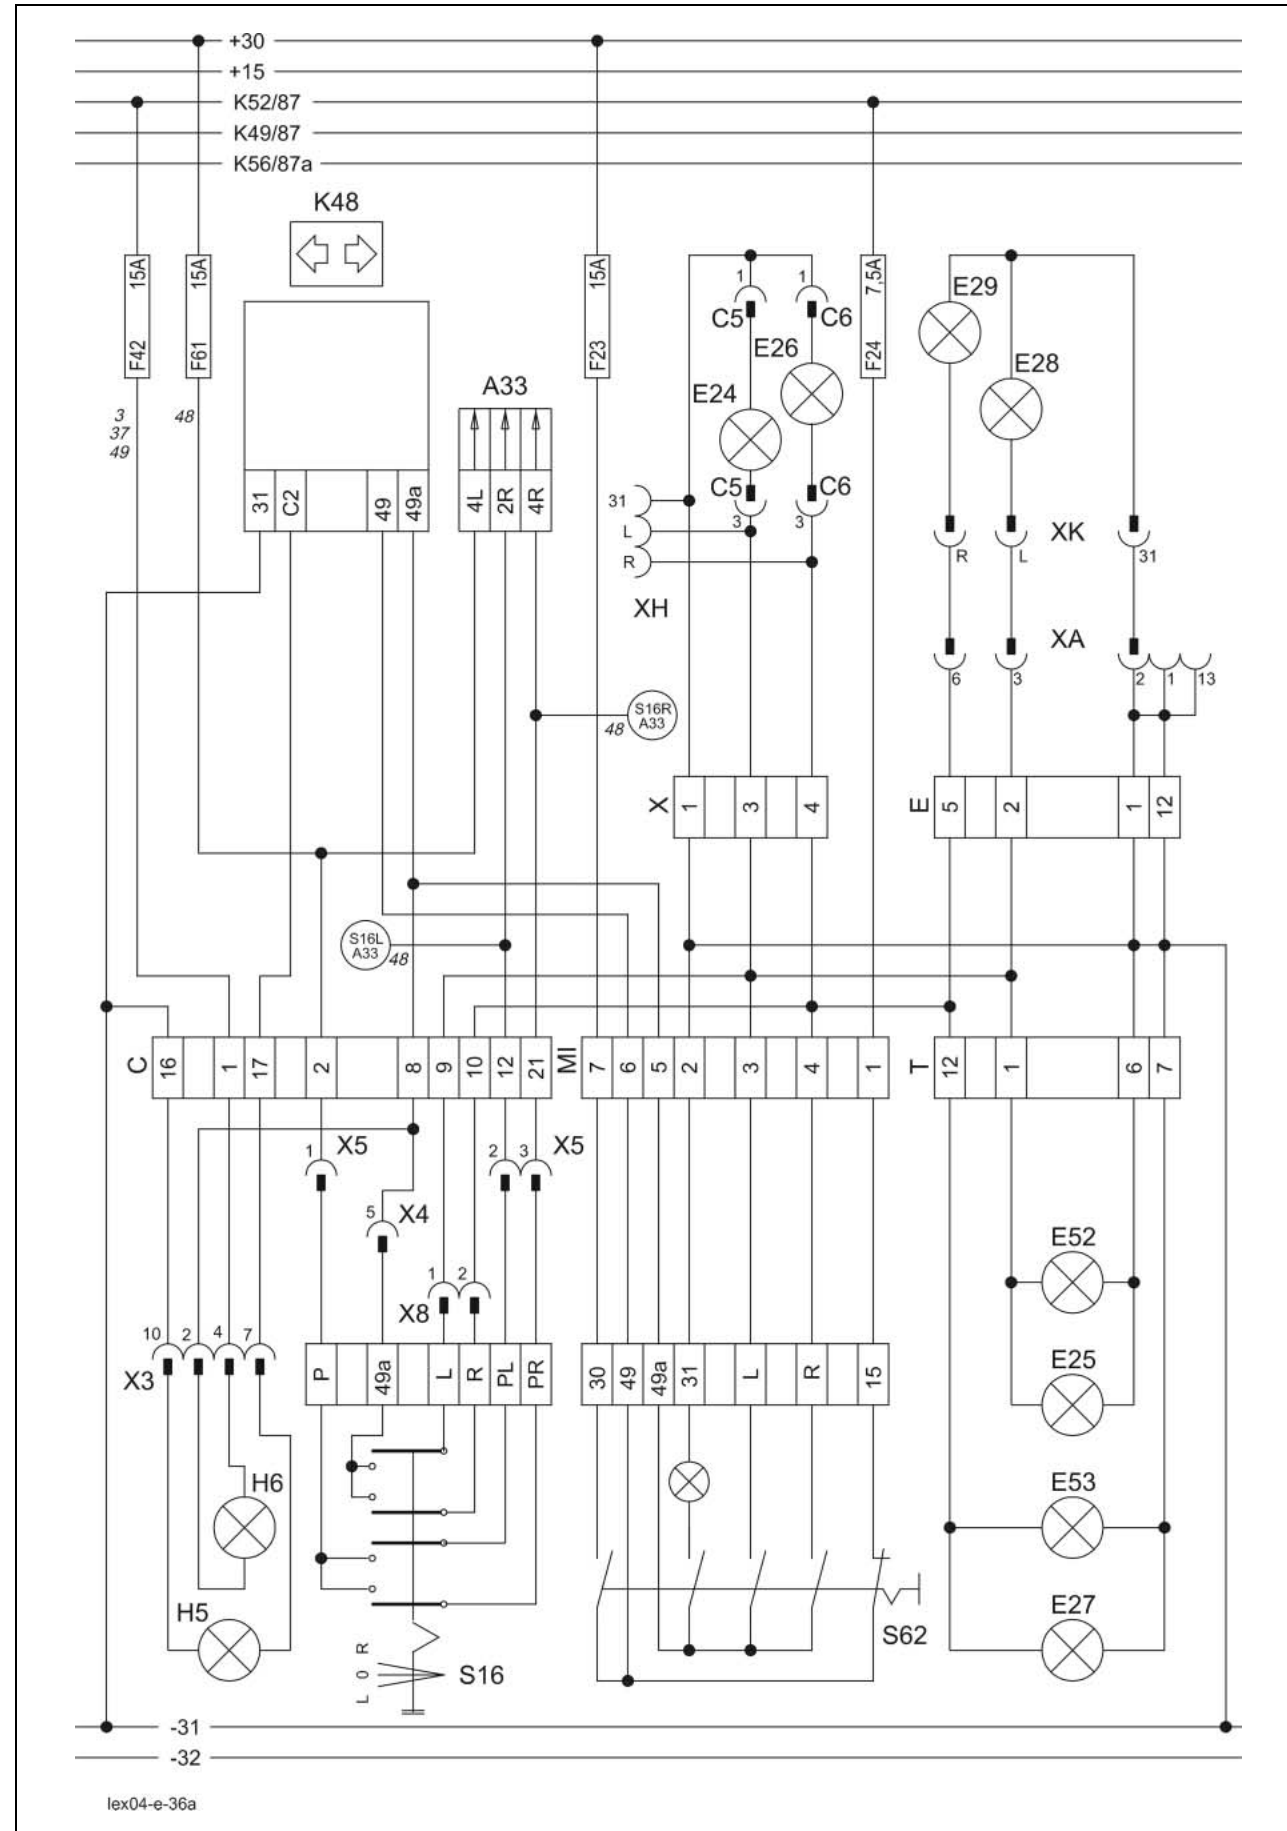 +30
+15
K52/87
K49/87
K56/87a
K48
15A
F42
15A
F61
15A
F23
7,5A
F24
3
37
49
48
31
C2
49
49a
A33
4L
2R
4R
1
C5
E24
C5
3
1
C6
E26
C6
3
31
L
R
XH
E29
E28
R
L
XK
31
XA
6
3
2
1
13
S16R
A33
48
X
1
3
4
E
5
2
1
12
S16L
A33
48
C
16
1
17
2
8
9
10
12
21
MI
7
6
5
2
3
4
1
T
12
1
6
7
1
X5
2
3
X5
5
X4
1
2
X8
10
2
4
7
X3
P
49a
L
R
PL
PR
30
49
49a
31
L
R
15
E52
E25
E53
E27
H6
H5
L
0
R
S16
S62
-31
-32
lex04-e-36a